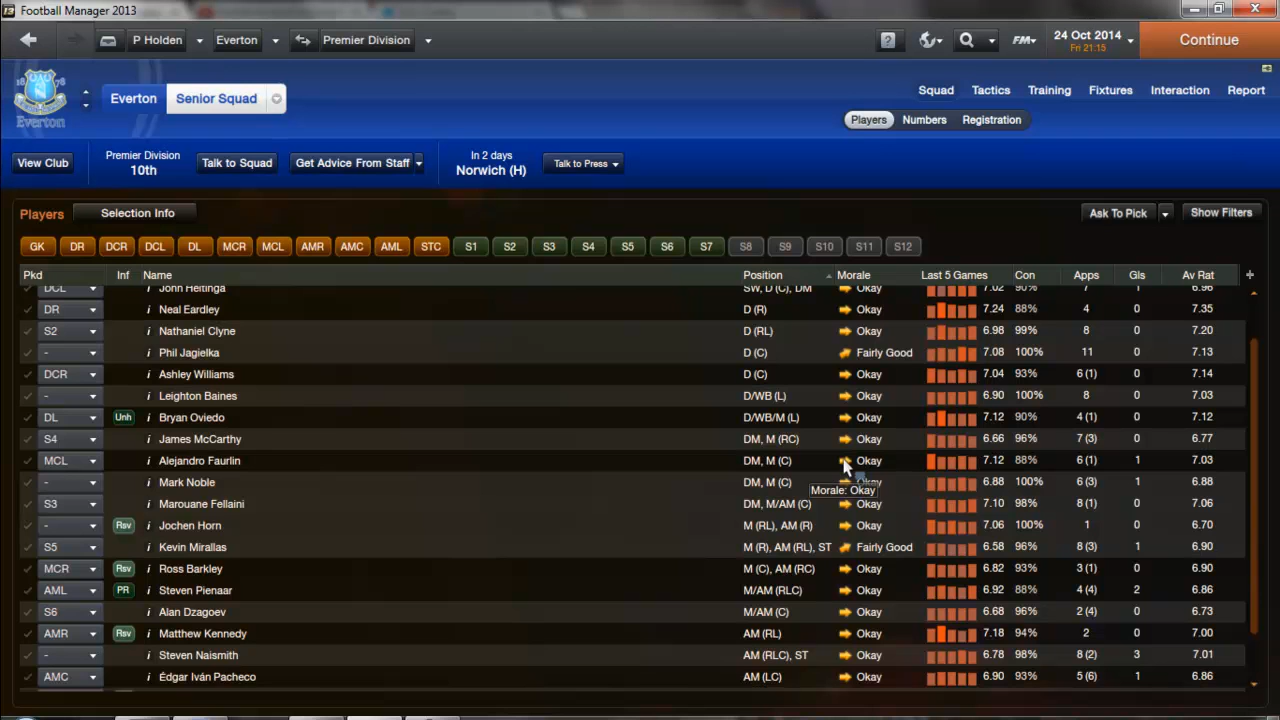 Football Manager 2013
P Holden Everton Premier Division ? FM 24 Oct 2014 Fri 21:15 Continue
18 78
Everton
Everton Senior Squad
Squad Tactics Training Fixtures Interaction Report
Players Numbers Registration
View Club Premier Division 10th Talk to Squad Get Advice From Staff In 2 days Norwich (H) Talk to Press
Players Selection Info Ask To Pick Show Filters
GK DR DCR DCL DL MCR MCL AMR AMC AML STC S1 S2 S3 S4 S5 S6 S7 S8 S9 S10 S11 S12
Pkd Inf Name Position Morale Last 5 Games Con Apps Gls Av Rat +
DCL i John Heitinga SW, D (C), DM Okay 7.02 90% 7 1 6.96
DR i Neal Eardley D (R) Okay 7.24 88% 4 0 7.35
S2 i Nathaniel Clyne D (RL) Okay 6.98 99% 8 0 7.20
- i Phil Jagielka D (C) Fairly Good 7.08 100% 11 0 7.13
DCR i Ashley Williams D (C) Okay 7.04 93% 6 (1) 0 7.14
- i Leighton Baines D/WB (L) Okay 6.90 100% 8 0 7.03
DL Unh i Bryan Oviedo D/WB/M (L) Okay 7.12 90% 4 (1) 0 7.12
S4 i James McCarthy DM, M (RC) Okay 6.66 96% 7 (3) 0 6.77
MCL i Alejandro Faurlin DM, M (C) Okay 7.12 88% 6 (1) 1 7.03
- i Mark Noble DM, M (C) Okay 6.88 100% 6 (3) 1 6.88
Morale: Okay
S3 i Marouane Fellaini DM, M/AM (C) Okay 7.10 98% 8 (1) 0 7.06
- Rsv i Jochen Horn M (RL), AM (R) Okay 7.06 100% 1 0 6.70
S5 i Kevin Mirallas M (R), AM (RL), ST Fairly Good 6.58 96% 8 (3) 1 6.90
MCR Rsv i Ross Barkley M (C), AM (RC) Okay 6.82 93% 3 (1) 0 6.90
AML PR i Steven Pienaar M/AM (RLC) Okay 6.92 88% 4 (4) 2 6.86
S6 i Alan Dzagoev M/AM (C) Okay 6.68 96% 2 (4) 0 6.73
AMR Rsv i Matthew Kennedy AM (RL) Okay 7.18 94% 2 0 7.00
- i Steven Naismith AM (RLC), ST Okay 6.78 98% 8 (2) 3 7.01
AMC i Édgar Iván Pacheco AM (LC) Okay 6.90 93% 5 (6) 1 6.86